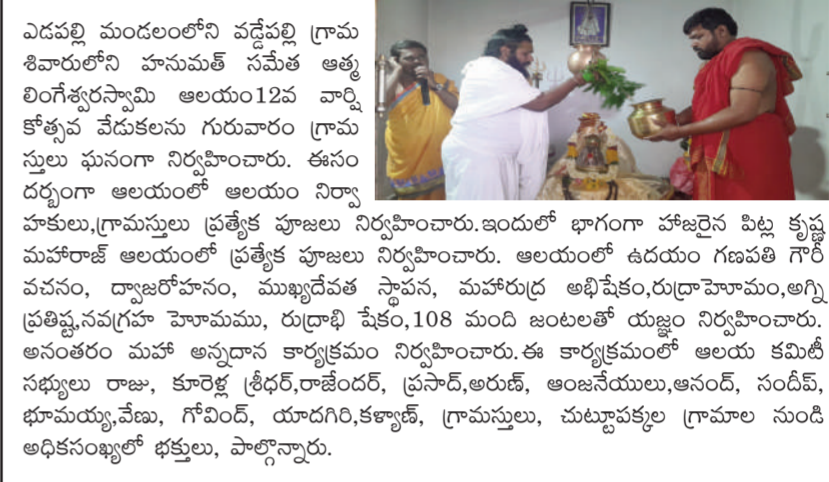 ఎడపల్లి మండలంలోని వడ్డేపల్లి గ్రామ
శివారులోని హనుమత్ సమేత ఆత్మ
లింగేశ్వరస్వామి ఆలయం12వ వార్షి
కోత్సవ వేడుకలను గురువారం గ్రామ
స్తులు ఘనంగా నిర్వహించారు. ఈసం
దర్భంగా ఆలయంలో ఆలయం నిర్వా
హకులు,గ్రామస్తులు ప్రత్యేక పూజలు నిర్వహించారు.ఇందులో భాగంగా హాజరైన పిట్ల కృష్ణ
మహారాజ్ ఆలయంలో ప్రత్యేక పూజలు నిర్వహించారు. ఆలయంలో ఉదయం గణపతి గౌరీ
వచనం, ద్వాజరోహనం, ముఖ్యదేవత స్థాపన, మహారుద్ర అభిషేకం,రుద్రాహెూమం,అగ్ని
ప్రతిష్ట,నవగ్రహ హెూమము, రుద్రాభి షేకం,108 మంది జంటలతో యజ్ఞం నిర్వహించారు.
అనంతరం మహా అన్నదాన కార్యక్రమం నిర్వహించారు.ఈ కార్యక్రమంలో ఆలయ కమిటీ
సభ్యులు రాజు, కూరెళ్ల శ్రీధర్,రాజేందర్, ప్రసాద్,అరుణ్, ఆంజనేయులు,ఆనంద్, సందీప్,
భూమయ్య,వేణు, గోవింద్, యాదగిరి,కళ్యాణ్, గ్రామస్తులు, చుట్టూపక్కల గ్రామాల నుండి
అధికసంఖ్యలో భక్తులు, పాల్గొన్నారు.